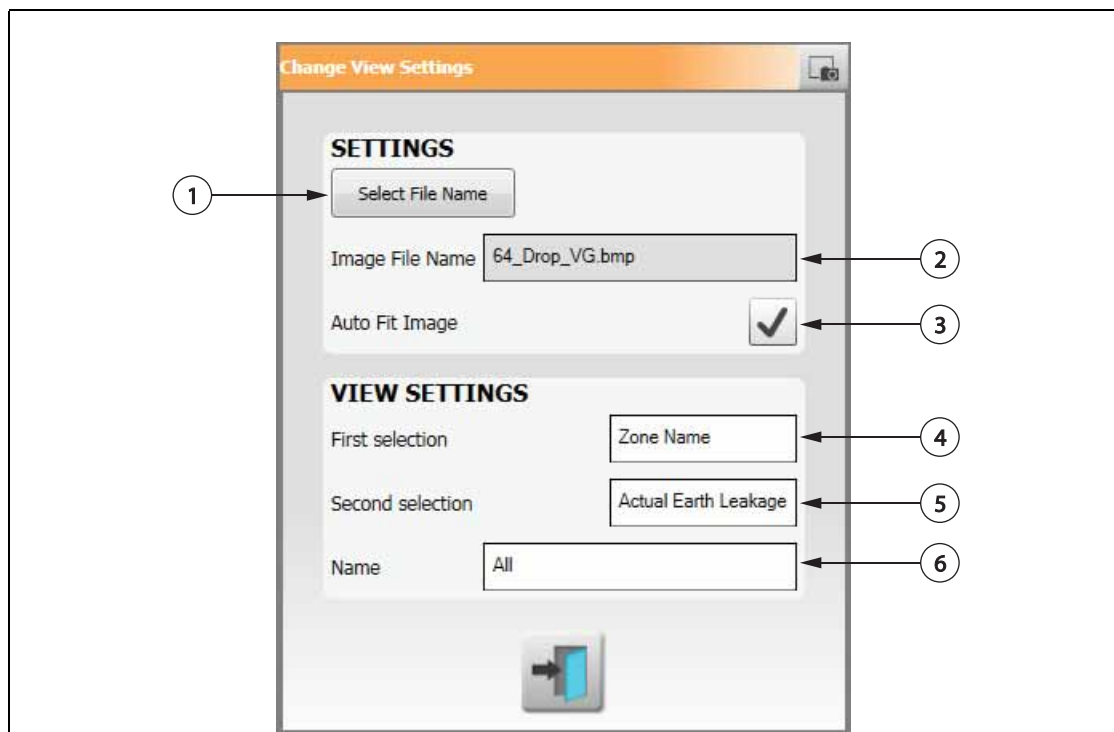 Change View Settings
SETTINGS
1
Select File Name
Image File Name 64_Drop_VG.bmp
2
Auto Fit Image
3
VIEW SETTINGS
First selection Zone Name
4
Second selection Actual Earth Leakage
5
Name All
6